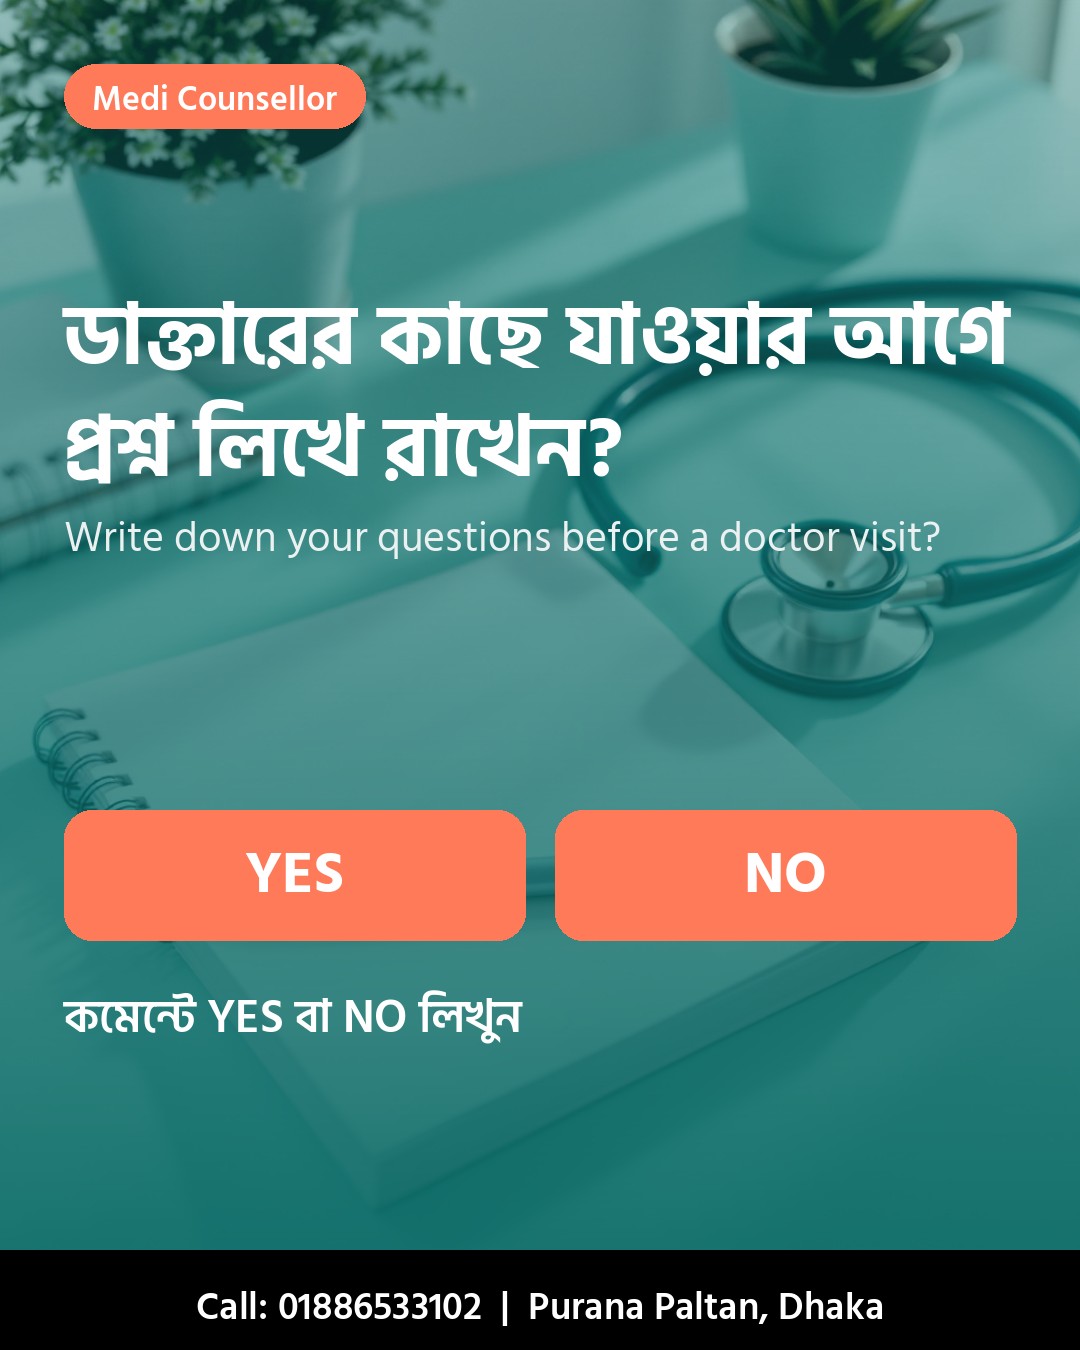 Medi Counsellor
ডাক্তারের কাছে যাওয়ার আগে
প্রশ্ন লিখে রাখেন?
Write down your questions before a doctor visit?
YES
NO
কমেন্টে YES বা NO লিখুন
Call: 01886533102 | Purana Paltan, Dhaka